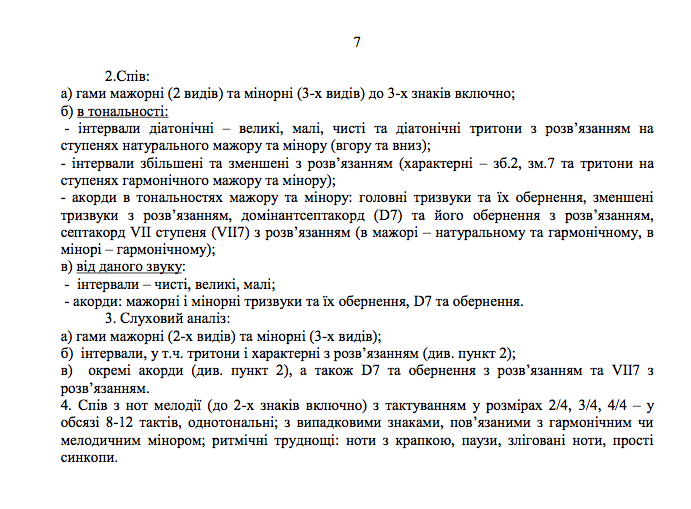 7
2.Спів:
а) гами мажорні (2 видів) та мінорні (3-х видів) до 3-х знаків включно;
б) в тональності:
- інтервали діатонічні – великі, малі, чисті та діатонічні тритони з розв’язанням на
ступенях натурального мажору та мінору (вгору та вниз);
- інтервали збільшені та зменшені з розв’язанням (характерні – зб.2, зм.7 та тритони на
ступенях гармонічного мажору та мінору);
- акорди в тональностях мажору та мінору: головні тризвуки та їх обернення, зменшені
тризвуки з розв’язанням, домінантсептакорд (D7) та його обернення з розв’язанням,
септакорд VII ступеня (VII7) з розв’язанням (в мажорі – натуральному та гармонічному, в
мінорі – гармонічному);
в) від даного звуку:
- інтервали – чисті, великі, малі;
- акорди: мажорні і мінорні тризвуки та їх обернення, D7 та обернення.
3. Слуховий аналіз:
а) гами мажорні (2-х видів) та мінорні (3-х видів);
б) інтервали, у т.ч. тритони і характерні з розв’язанням (див. пункт 2);
в) окремі акорди (див. пункт 2), а також D7 та обернення з розв’язанням та VII7 з
розв’язанням.
4. Спів з нот мелодії (до 2-х знаків включно) з тактуванням у розмірах 2/4, 3/4, 4/4 – у
обсязі 8-12 тактів, однотональні; з випадковими знаками, пов’язаними з гармонічним чи
мелодичним мінором; ритмічні труднощі: ноти з крапкою, паузи, зліговані ноти, прості
синкопи.